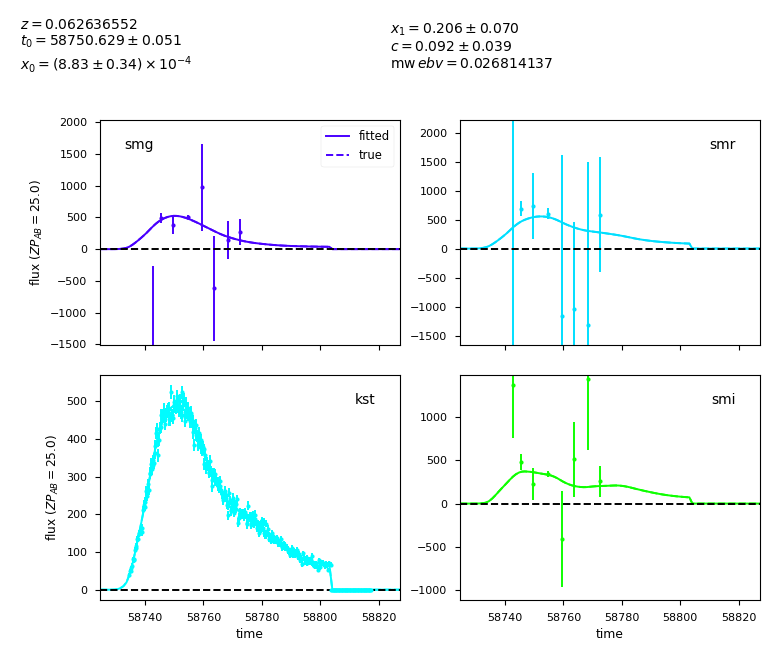 z = 0.062636552
t₀ = 58750.629 ± 0.051
x₀ = (8.83 ± 0.34) × 10⁻⁴
x₁ = 0.206 ± 0.070
c = 0.092 ± 0.039
mw ebv = 0.026814137
2000
1500
1000
500
0
−500
−1000
−1500
flux (ZP_AB = 25.0)
smg
fitted
true
2000
1500
1000
500
0
−500
−1000
−1500
smr
500
400
300
200
100
0
flux (ZP_AB = 25.0)
kst
58740 58760 58780 58800 58820
time
1000
500
0
−500
−1000
smi
58740 58760 58780 58800 58820
time